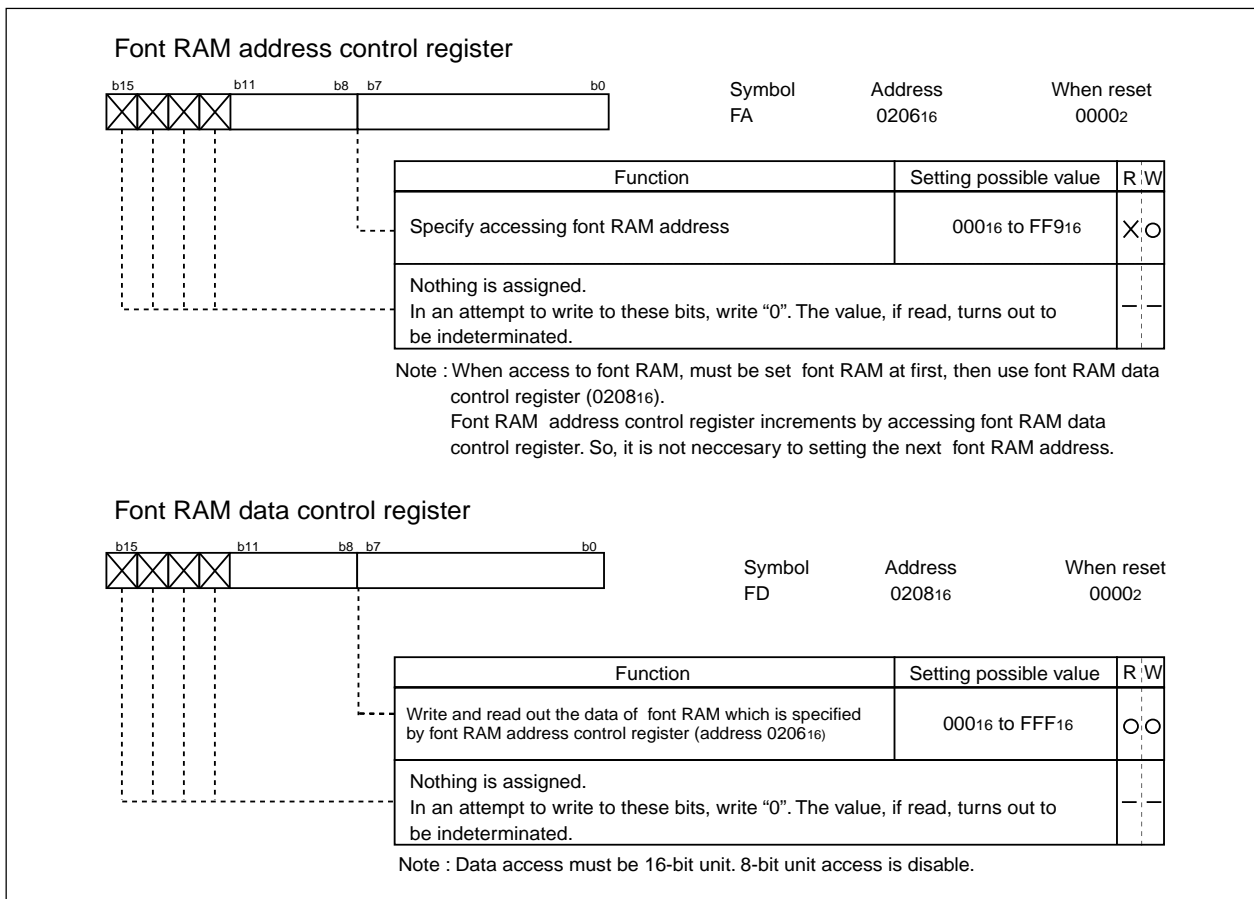 Font RAM address control register
b15 b11 b8 b7 b0
Symbol Address When reset
FA 020616 00002
Function Setting possible value R W
Specify accessing font RAM address 00016 to FF916 X O
Nothing is assigned.
In an attempt to write to these bits, write “0”. The value, if read, turns out to
be indeterminated.
– –
Note : When access to font RAM, must be set font RAM at first, then use font RAM data
control register (020816).
Font RAM address control register increments by accessing font RAM data
control register. So, it is not neccesary to setting the next font RAM address.
Font RAM data control register
b15 b11 b8 b7 b0
Symbol Address When reset
FD 020816 00002
Function Setting possible value R W
Write and read out the data of font RAM which is specified
by font RAM address control register (address 020616)
00016 to FFF16 O O
Nothing is assigned.
In an attempt to write to these bits, write “0”. The value, if read, turns out to
be indeterminated.
– –
Note : Data access must be 16-bit unit. 8-bit unit access is disable.